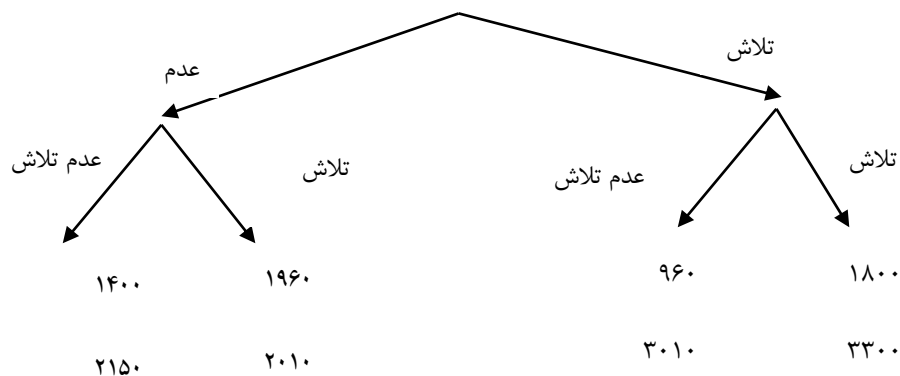 تلاش
عدم
تلاش
عدم تلاش
تلاش
عدم تلاش
۱۸۰۰
۹۶۰
۱۹۶۰
۱۴۰۰
۳۳۰۰
۳۰۱۰
۲۰۱۰
۲۱۵۰